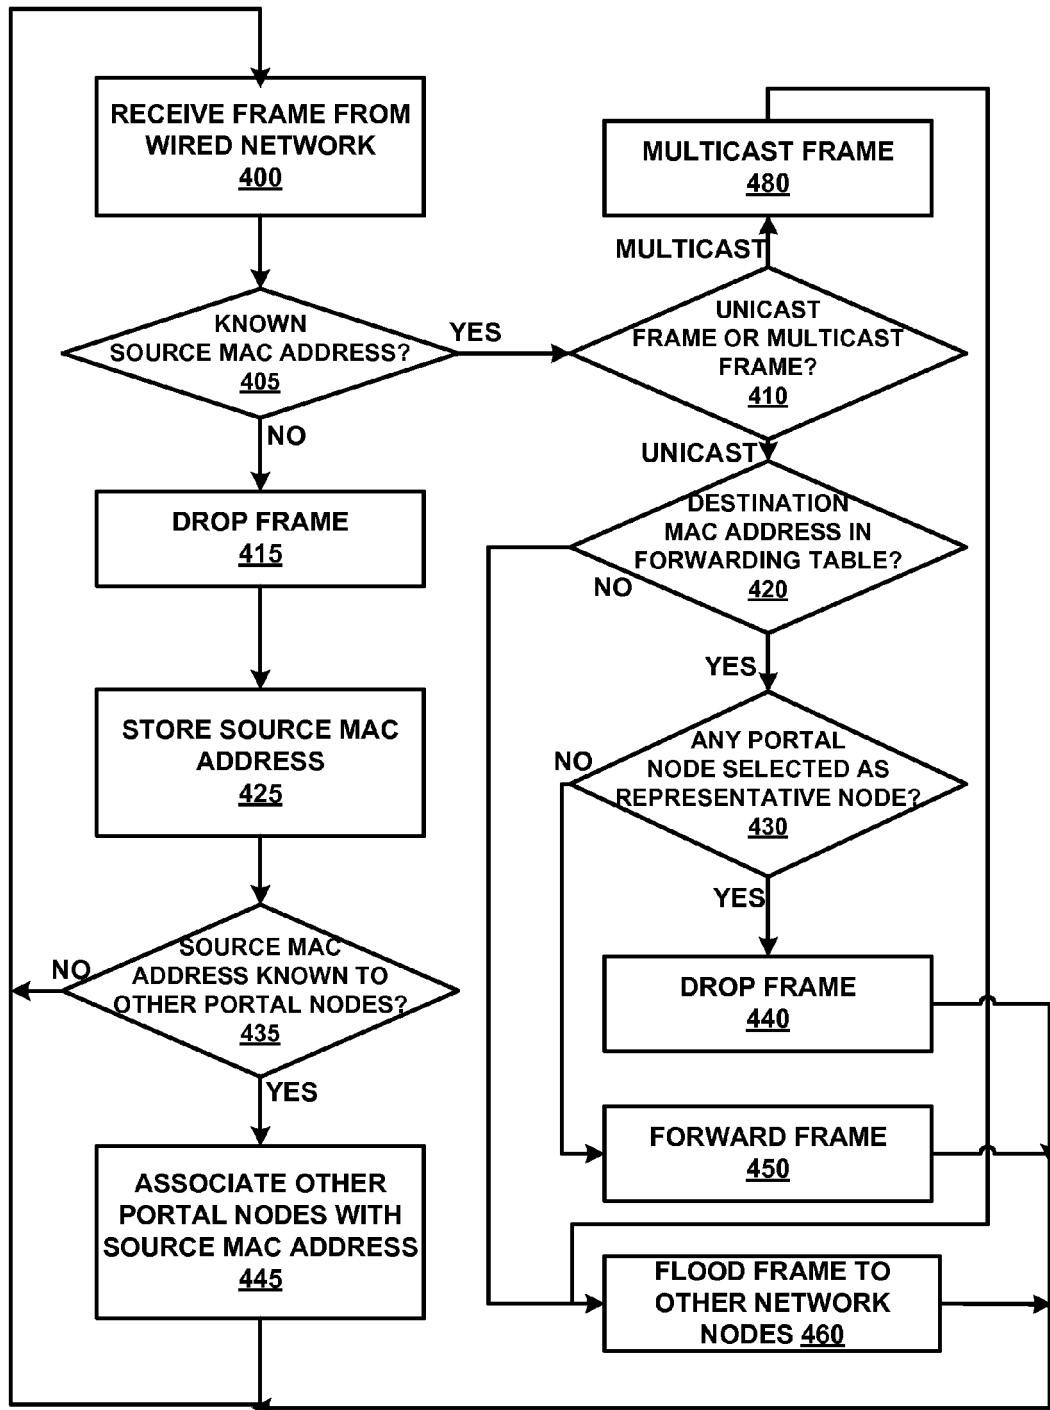 RECEIVE FRAME FROM
WIRED NETWORK
400
KNOWN
SOURCE MAC ADDRESS?
405
YES
NO
DROP FRAME
415
STORE SOURCE MAC
ADDRESS
425
SOURCE MAC
ADDRESS KNOWN TO
OTHER PORTAL NODES?
435
NO
YES
ASSOCIATE OTHER
PORTAL NODES WITH
SOURCE MAC ADDRESS
445
MULTICAST FRAME
480
MULTICAST
UNICAST
FRAME OR MULTICAST
FRAME?
410
UNICAST
DESTINATION
MAC ADDRESS IN
FORWARDING TABLE?
420
NO
YES
ANY PORTAL
NODE SELECTED AS
REPRESENTATIVE NODE?
430
NO
YES
DROP FRAME
440
FORWARD FRAME
450
FLOOD FRAME TO
OTHER NETWORK
NODES 460